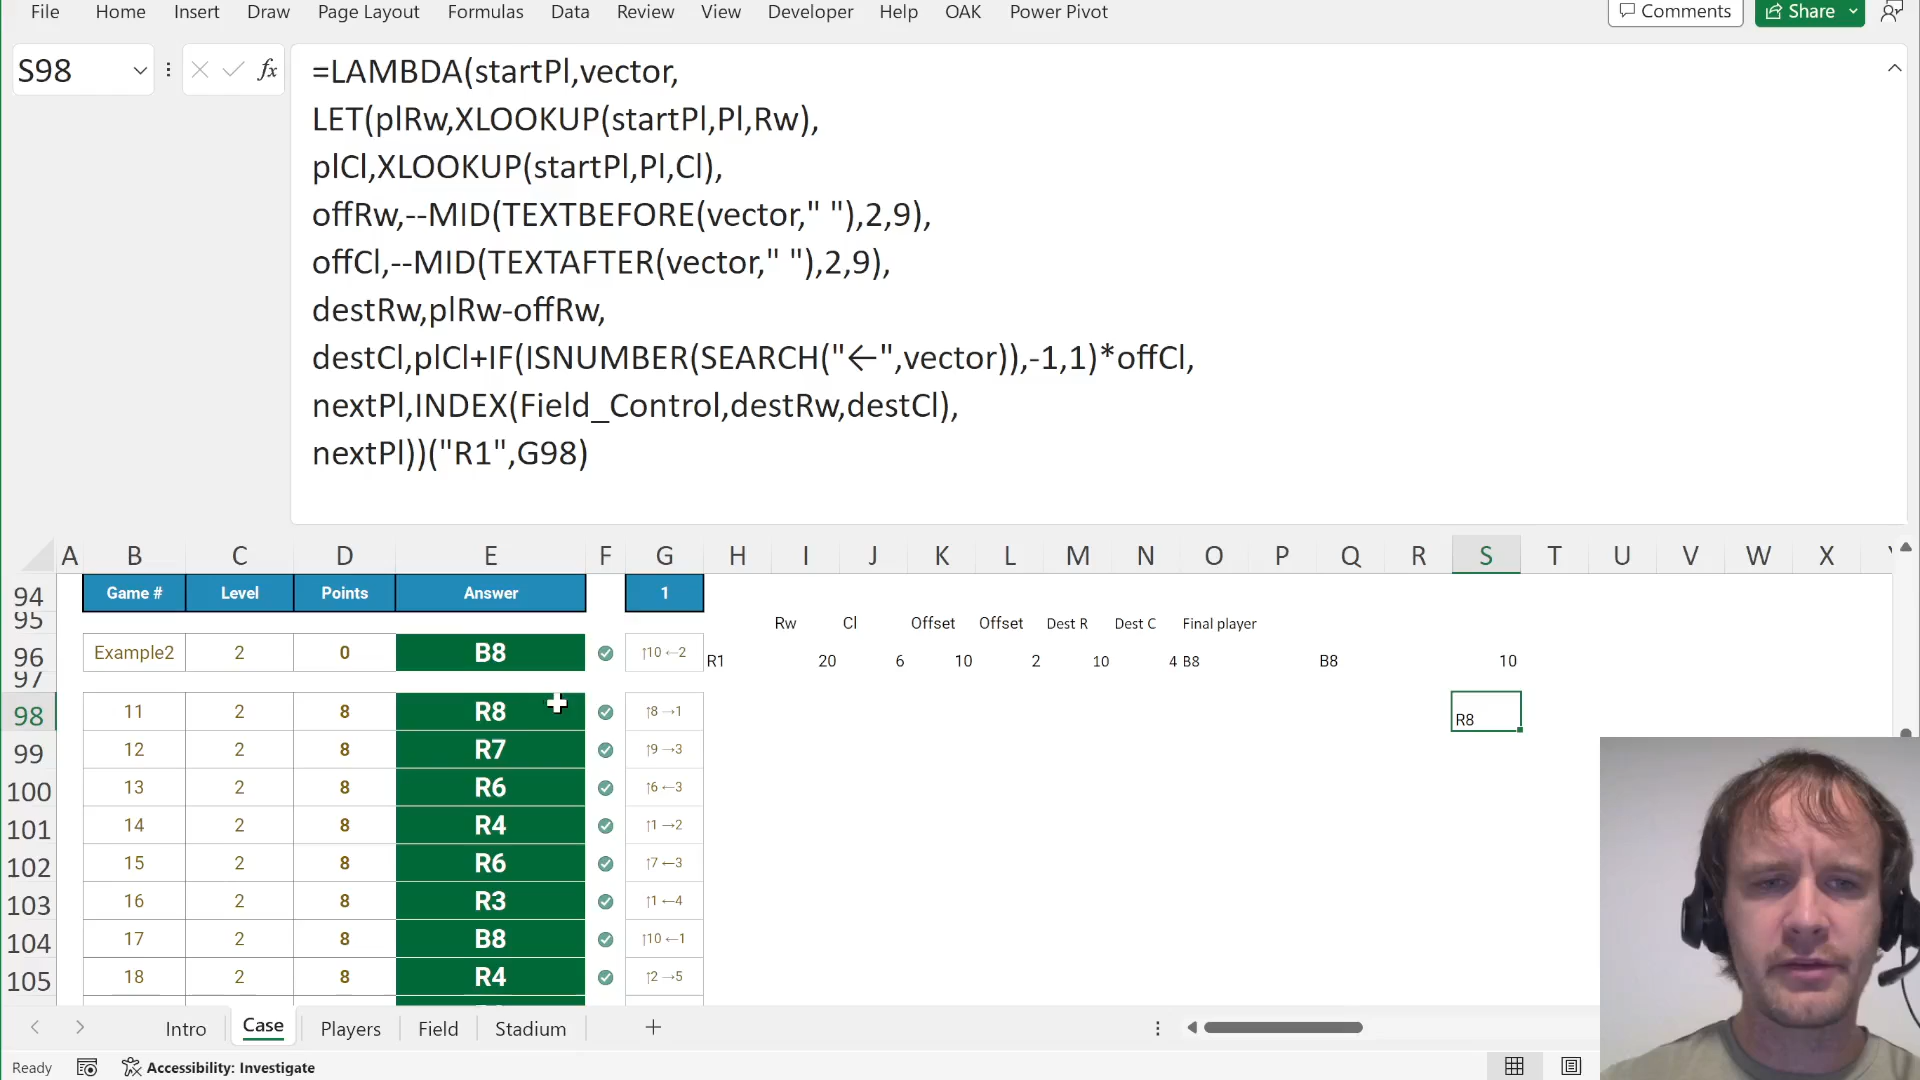 File Home Insert Draw Page Layout Formulas Data Review View Developer Help OAK Power Pivot Comments Share
S98 fx
=LAMBDA(startPl,vector,
LET(plRw,XLOOKUP(startPl,Pl,Rw),
plCl,XLOOKUP(startPl,Pl,Cl),
offRw,--MID(TEXTBEFORE(vector," "),2,9),
offCl,--MID(TEXTAFTER(vector," "),2,9),
destRw,plRw-offRw,
destCl,plCl+IF(ISNUMBER(SEARCH("←",vector)),-1,1)*offCl,
nextPl,INDEX(Field_Control,destRw,destCl),
nextPl))("R1",G98)
A B C D E F G H I J K L M N O P Q R S T U V W X
94 Game # Level Points Answer 1
95 Rw Cl Offset Offset Dest R Dest C Final player
96 Example2 2 0 B8 ↑10 ←2 R1 20 6 10 2 10 4 B8 B8 10
97
98 11 2 8 R8 ↑8 →1 R8
99 12 2 8 R7 ↑9 →3
100 13 2 8 R6 ↑6 ←3
101 14 2 8 R4 ↑1 →2
102 15 2 8 R6 ↑7 ←3
103 16 2 8 R3 ↑1 ←4
104 17 2 8 B8 ↑10 ←1
105 18 2 8 R4 ↑2 →5
Intro Case Players Field Stadium
Ready Accessibility: Investigate